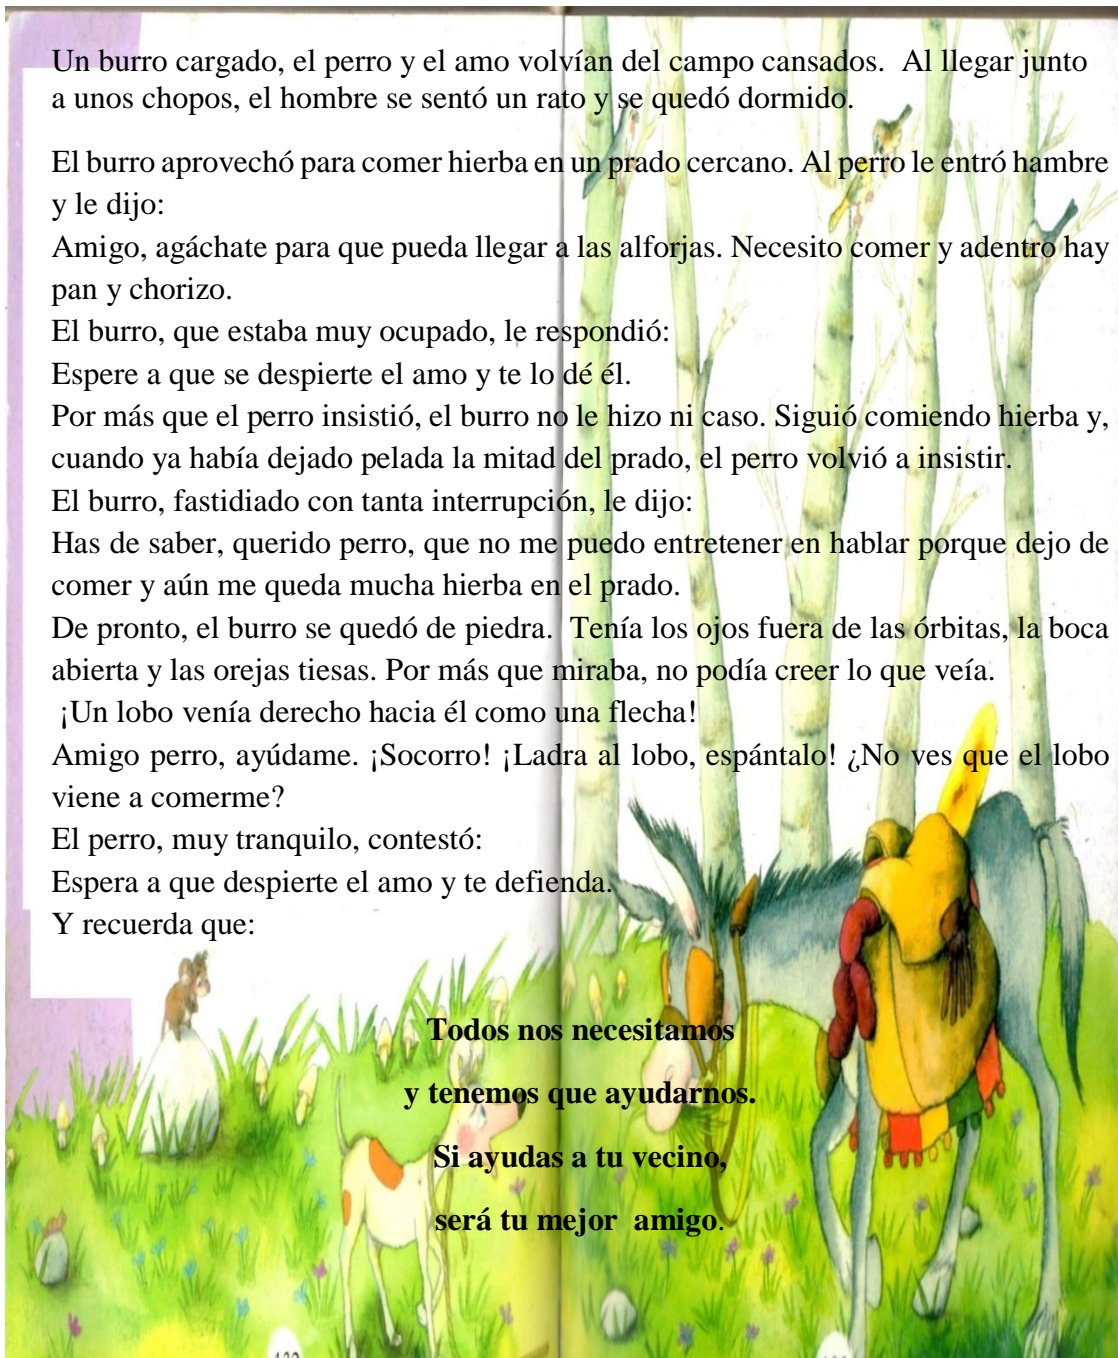 Un burro cargado, el perro y el amo volvían del campo cansados.  Al llegar junto
a unos chopos, el hombre se sentó un rato y se quedó dormido.
El burro aprovechó para comer hierba en un prado cercano. Al perro le entró hambre
y le dijo:
Amigo, agáchate para que pueda llegar a las alforjas. Necesito comer y adentro hay
pan y chorizo.
El burro, que estaba muy ocupado, le respondió:
Espere a que se despierte el amo y te lo dé él.
Por más que el perro insistió, el burro no le hizo ni caso. Siguió comiendo hierba y,
cuando ya había dejado pelada la mitad del prado, el perro volvió a insistir.
El burro, fastidiado con tanta interrupción, le dijo:
Has de saber, querido perro, que no me puedo entretener en hablar porque dejo de
comer y aún me queda mucha hierba en el prado.
De pronto, el burro se quedó de piedra.  Tenía los ojos fuera de las órbitas, la boca
abierta y las orejas tiesas. Por más que miraba, no podía creer lo que veía.
¡Un lobo venía derecho hacia él como una flecha!
Amigo perro, ayúdame. ¡Socorro! ¡Ladra al lobo, espántalo! ¿No ves que el lobo
viene a comerme?
El perro, muy tranquilo, contestó:
Espera a que despierte el amo y te defienda.
Y recuerda que:
Todos nos necesitamos
y tenemos que ayudarnos.
Si ayudas a tu vecino,
será tu mejor  amigo.